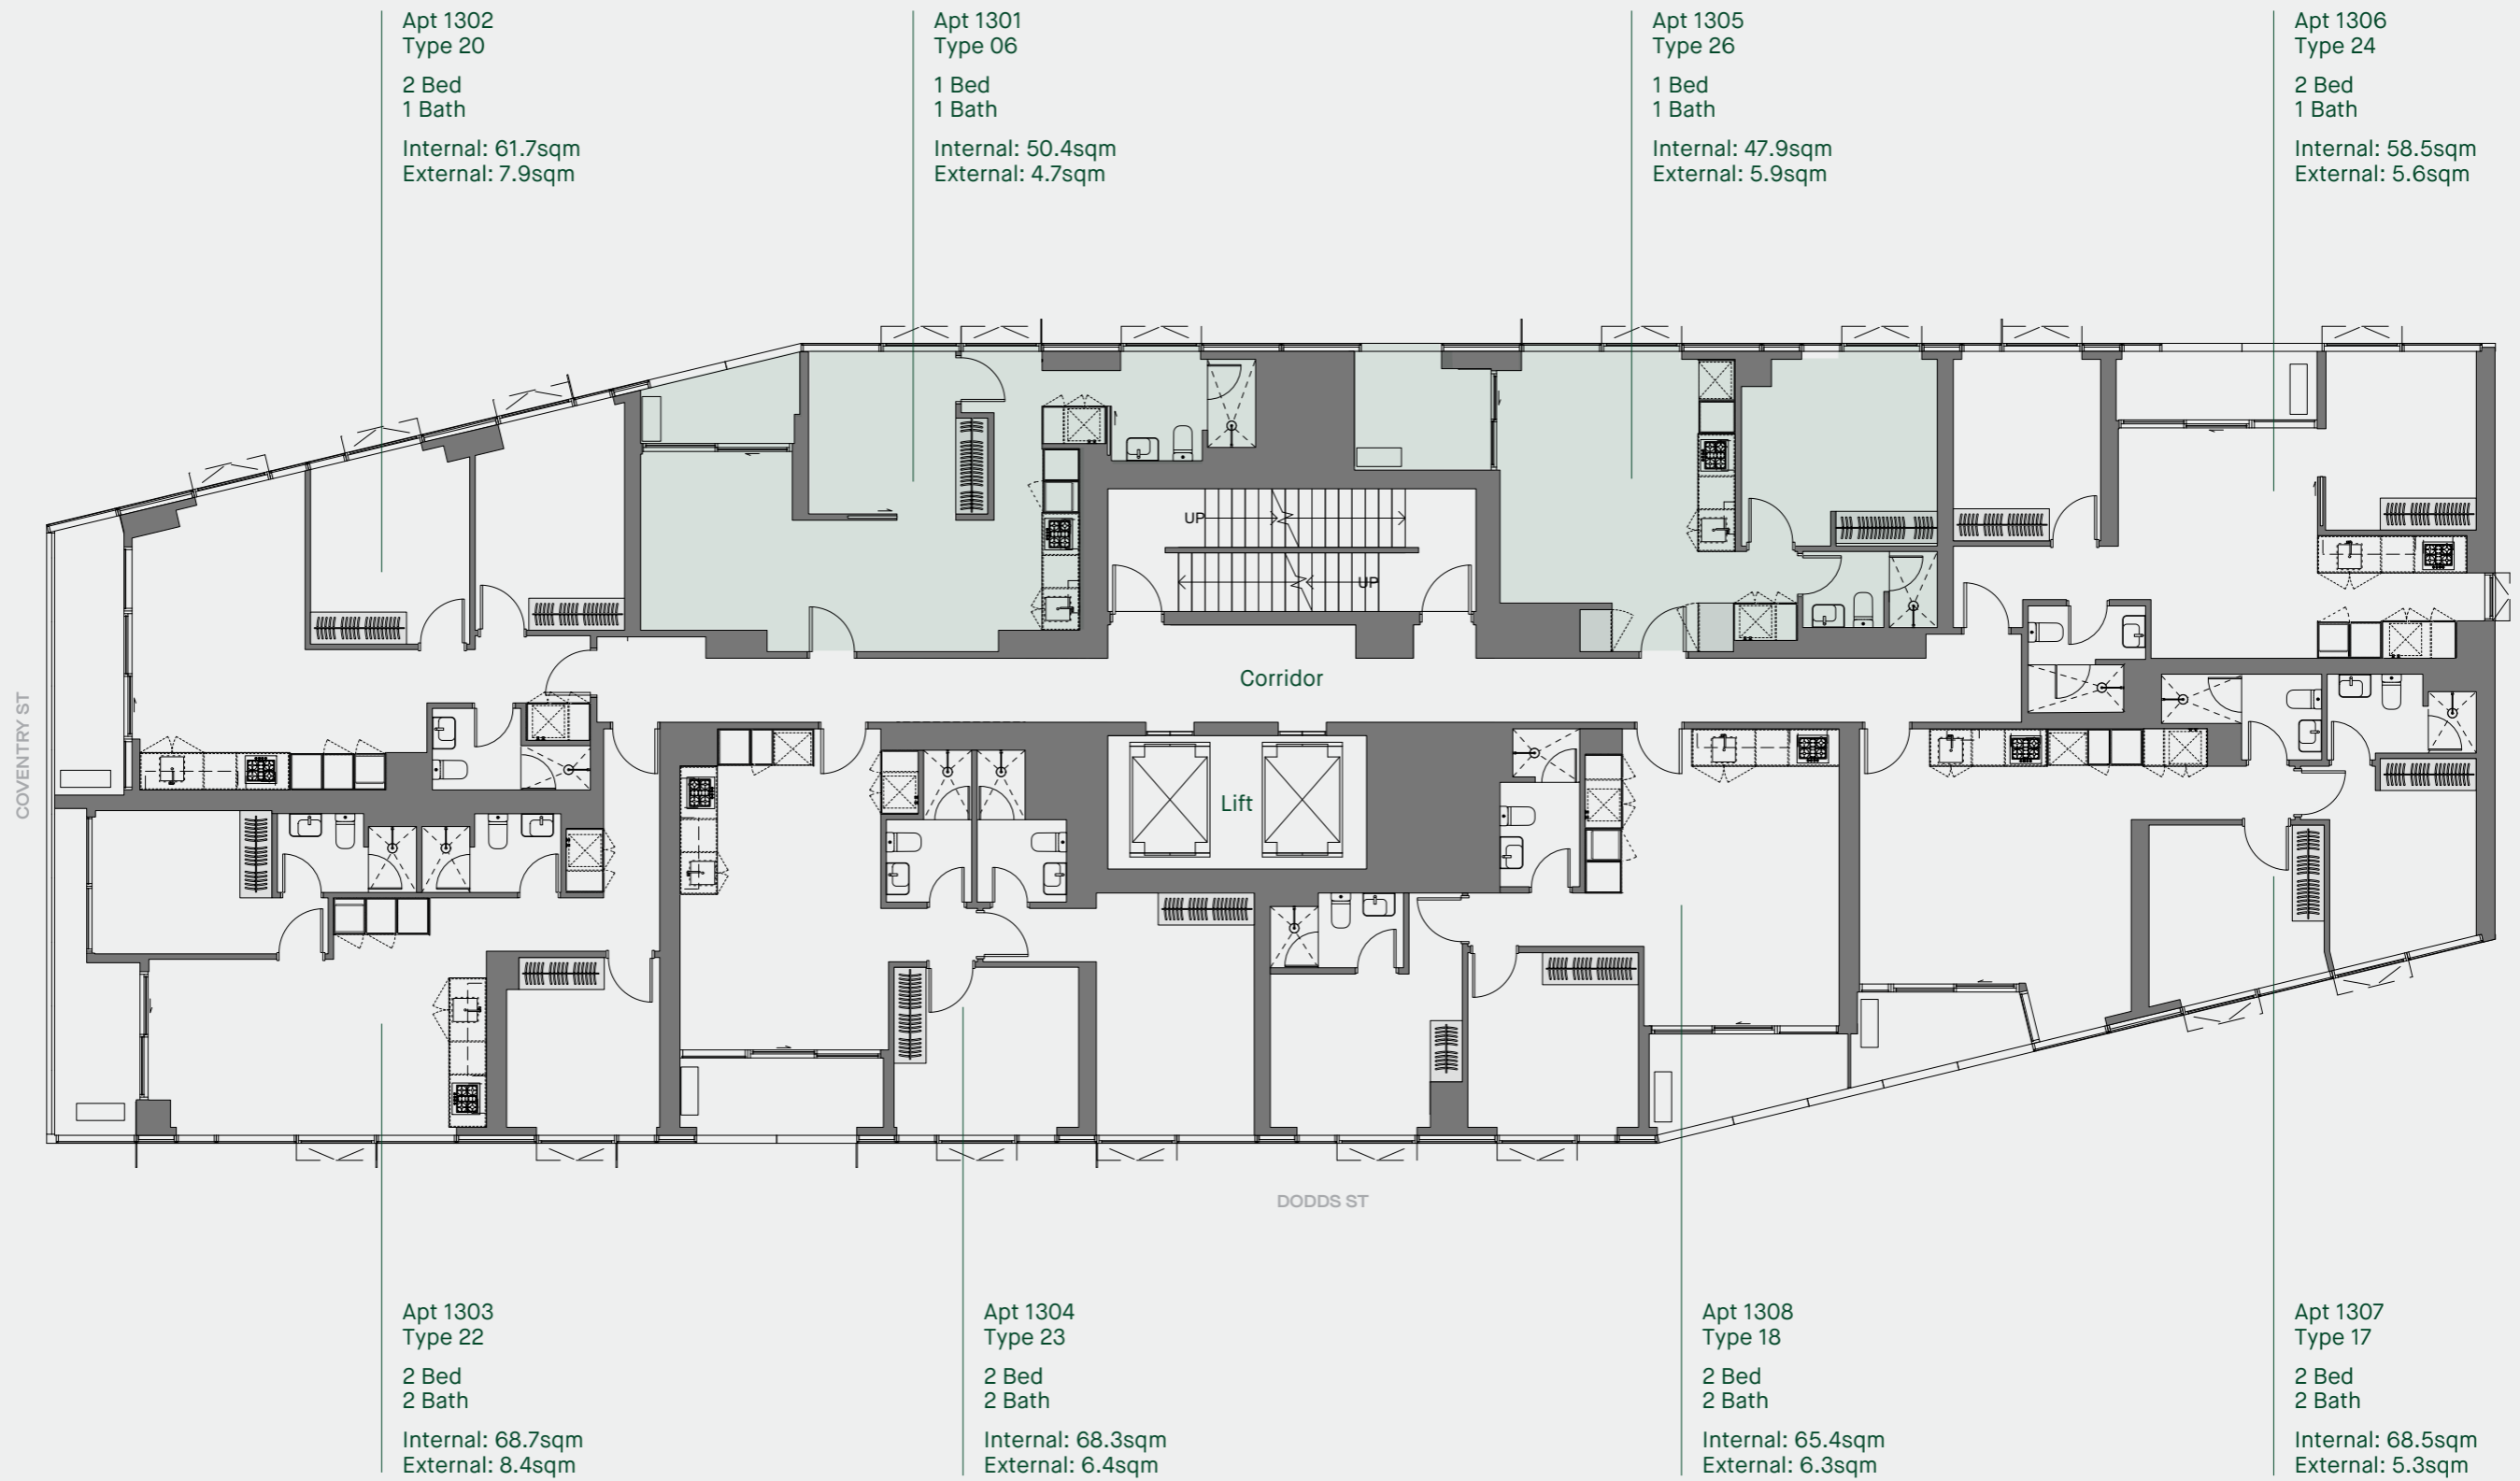 Apt 1302
Type 20
2 Bed
1 Bath
Internal: 61.7sqm
External: 7.9sqm
Apt 1301
Type 06
1 Bed
1 Bath
Internal: 50.4sqm
External: 4.7sqm
Apt 1305
Type 26
1 Bed
1 Bath
Internal: 47.9sqm
External: 5.9sqm
Apt 1306
Type 24
2 Bed
1 Bath
Internal: 58.5sqm
External: 5.6sqm
UP
UP
Corridor
COVENTRY ST
Lift
DODDS ST
Apt 1303
Type 22
2 Bed
2 Bath
Internal: 68.7sqm
External: 8.4sqm
Apt 1304
Type 23
2 Bed
2 Bath
Internal: 68.3sqm
External: 6.4sqm
Apt 1308
Type 18
2 Bed
2 Bath
Internal: 65.4sqm
External: 6.3sqm
Apt 1307
Type 17
2 Bed
2 Bath
Internal: 68.5sqm
External: 5.3sqm